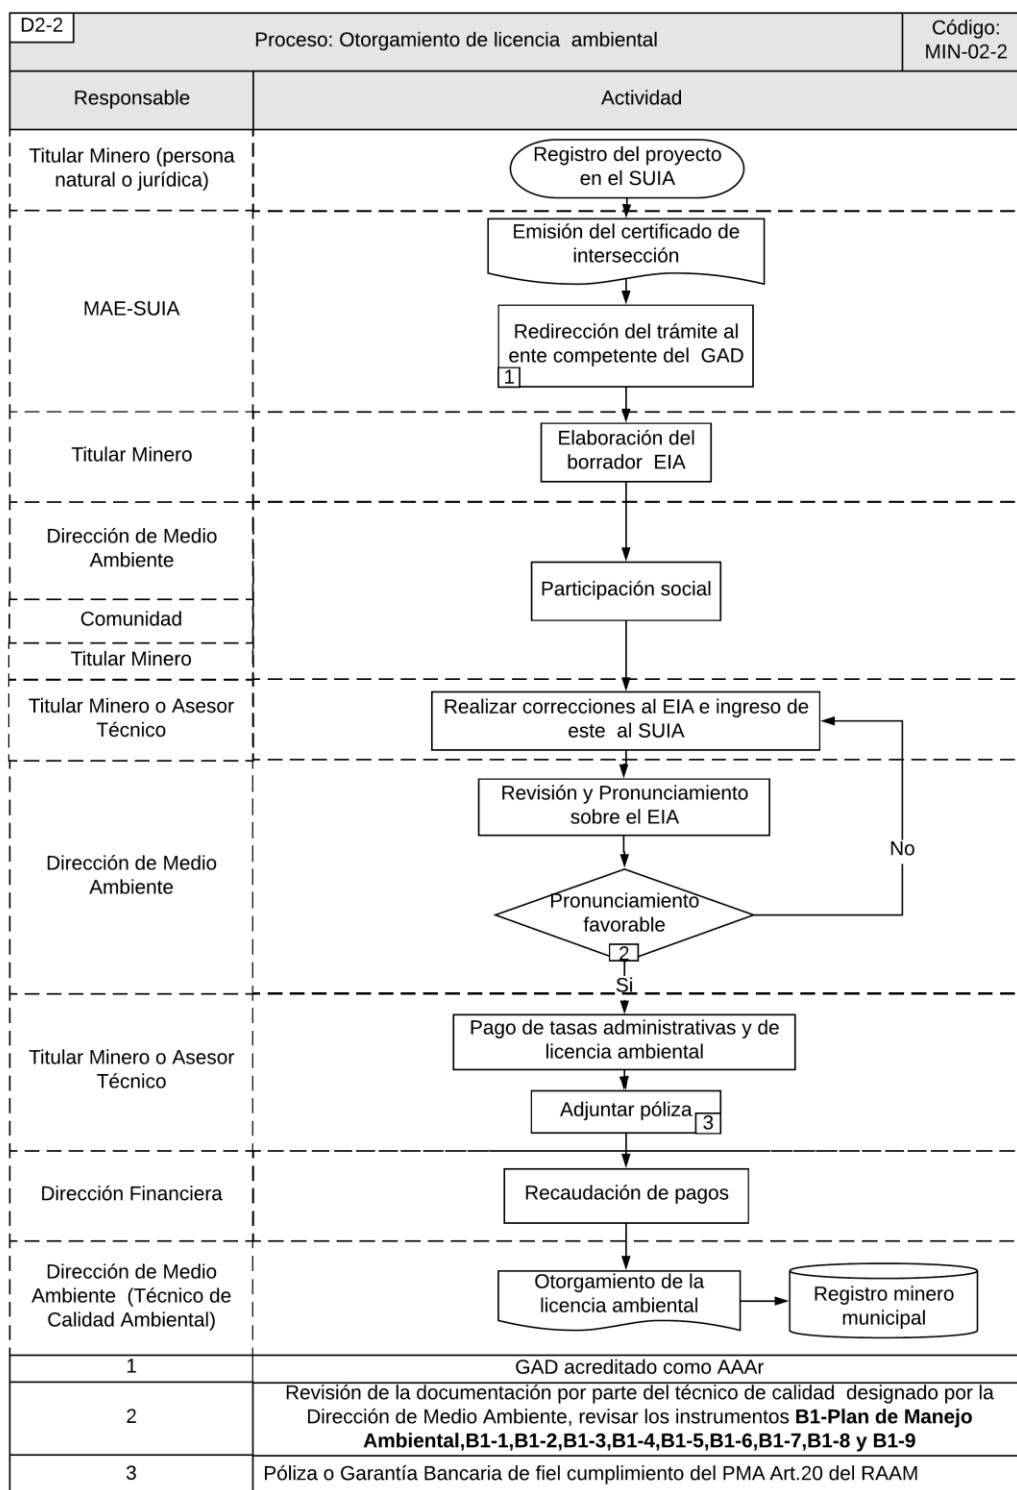 D2-2
Proceso: Otorgamiento de licencia ambiental
Código:
MIN-02-2
Responsable
Actividad
Titular Minero (persona
natural o jurídica)
Registro del proyecto
en el SUIA
MAE-SUIA
Emisión del certificado de
intersección
Redirección del trámite al
ente competente del GAD
1
Titular Minero
Elaboración del
borrador EIA
Dirección de Medio
Ambiente
Comunidad
Titular Minero
Participación social
Titular Minero o Asesor
Técnico
Realizar correcciones al EIA e ingreso de
este al SUIA
Dirección de Medio
Ambiente
Revisión y Pronunciamiento
sobre el EIA
No
Pronunciamiento
favorable
2
Si
Titular Minero o Asesor
Técnico
Pago de tasas administrativas y de
licencia ambiental
Adjuntar póliza
3
Dirección Financiera
Recaudación de pagos
Dirección de Medio
Ambiente (Técnico de
Calidad Ambiental)
Otorgamiento de la
licencia ambiental
Registro minero
municipal
1
GAD acreditado como AAAr
2
Revisión de la documentación por parte del técnico de calidad designado por la
Dirección de Medio Ambiente, revisar los instrumentos B1-Plan de Manejo
Ambiental,B1-1,B1-2,B1-3,B1-4,B1-5,B1-6,B1-7,B1-8 y B1-9
3
Póliza o Garantía Bancaria de fiel cumplimiento del PMA Art.20 del RAAM